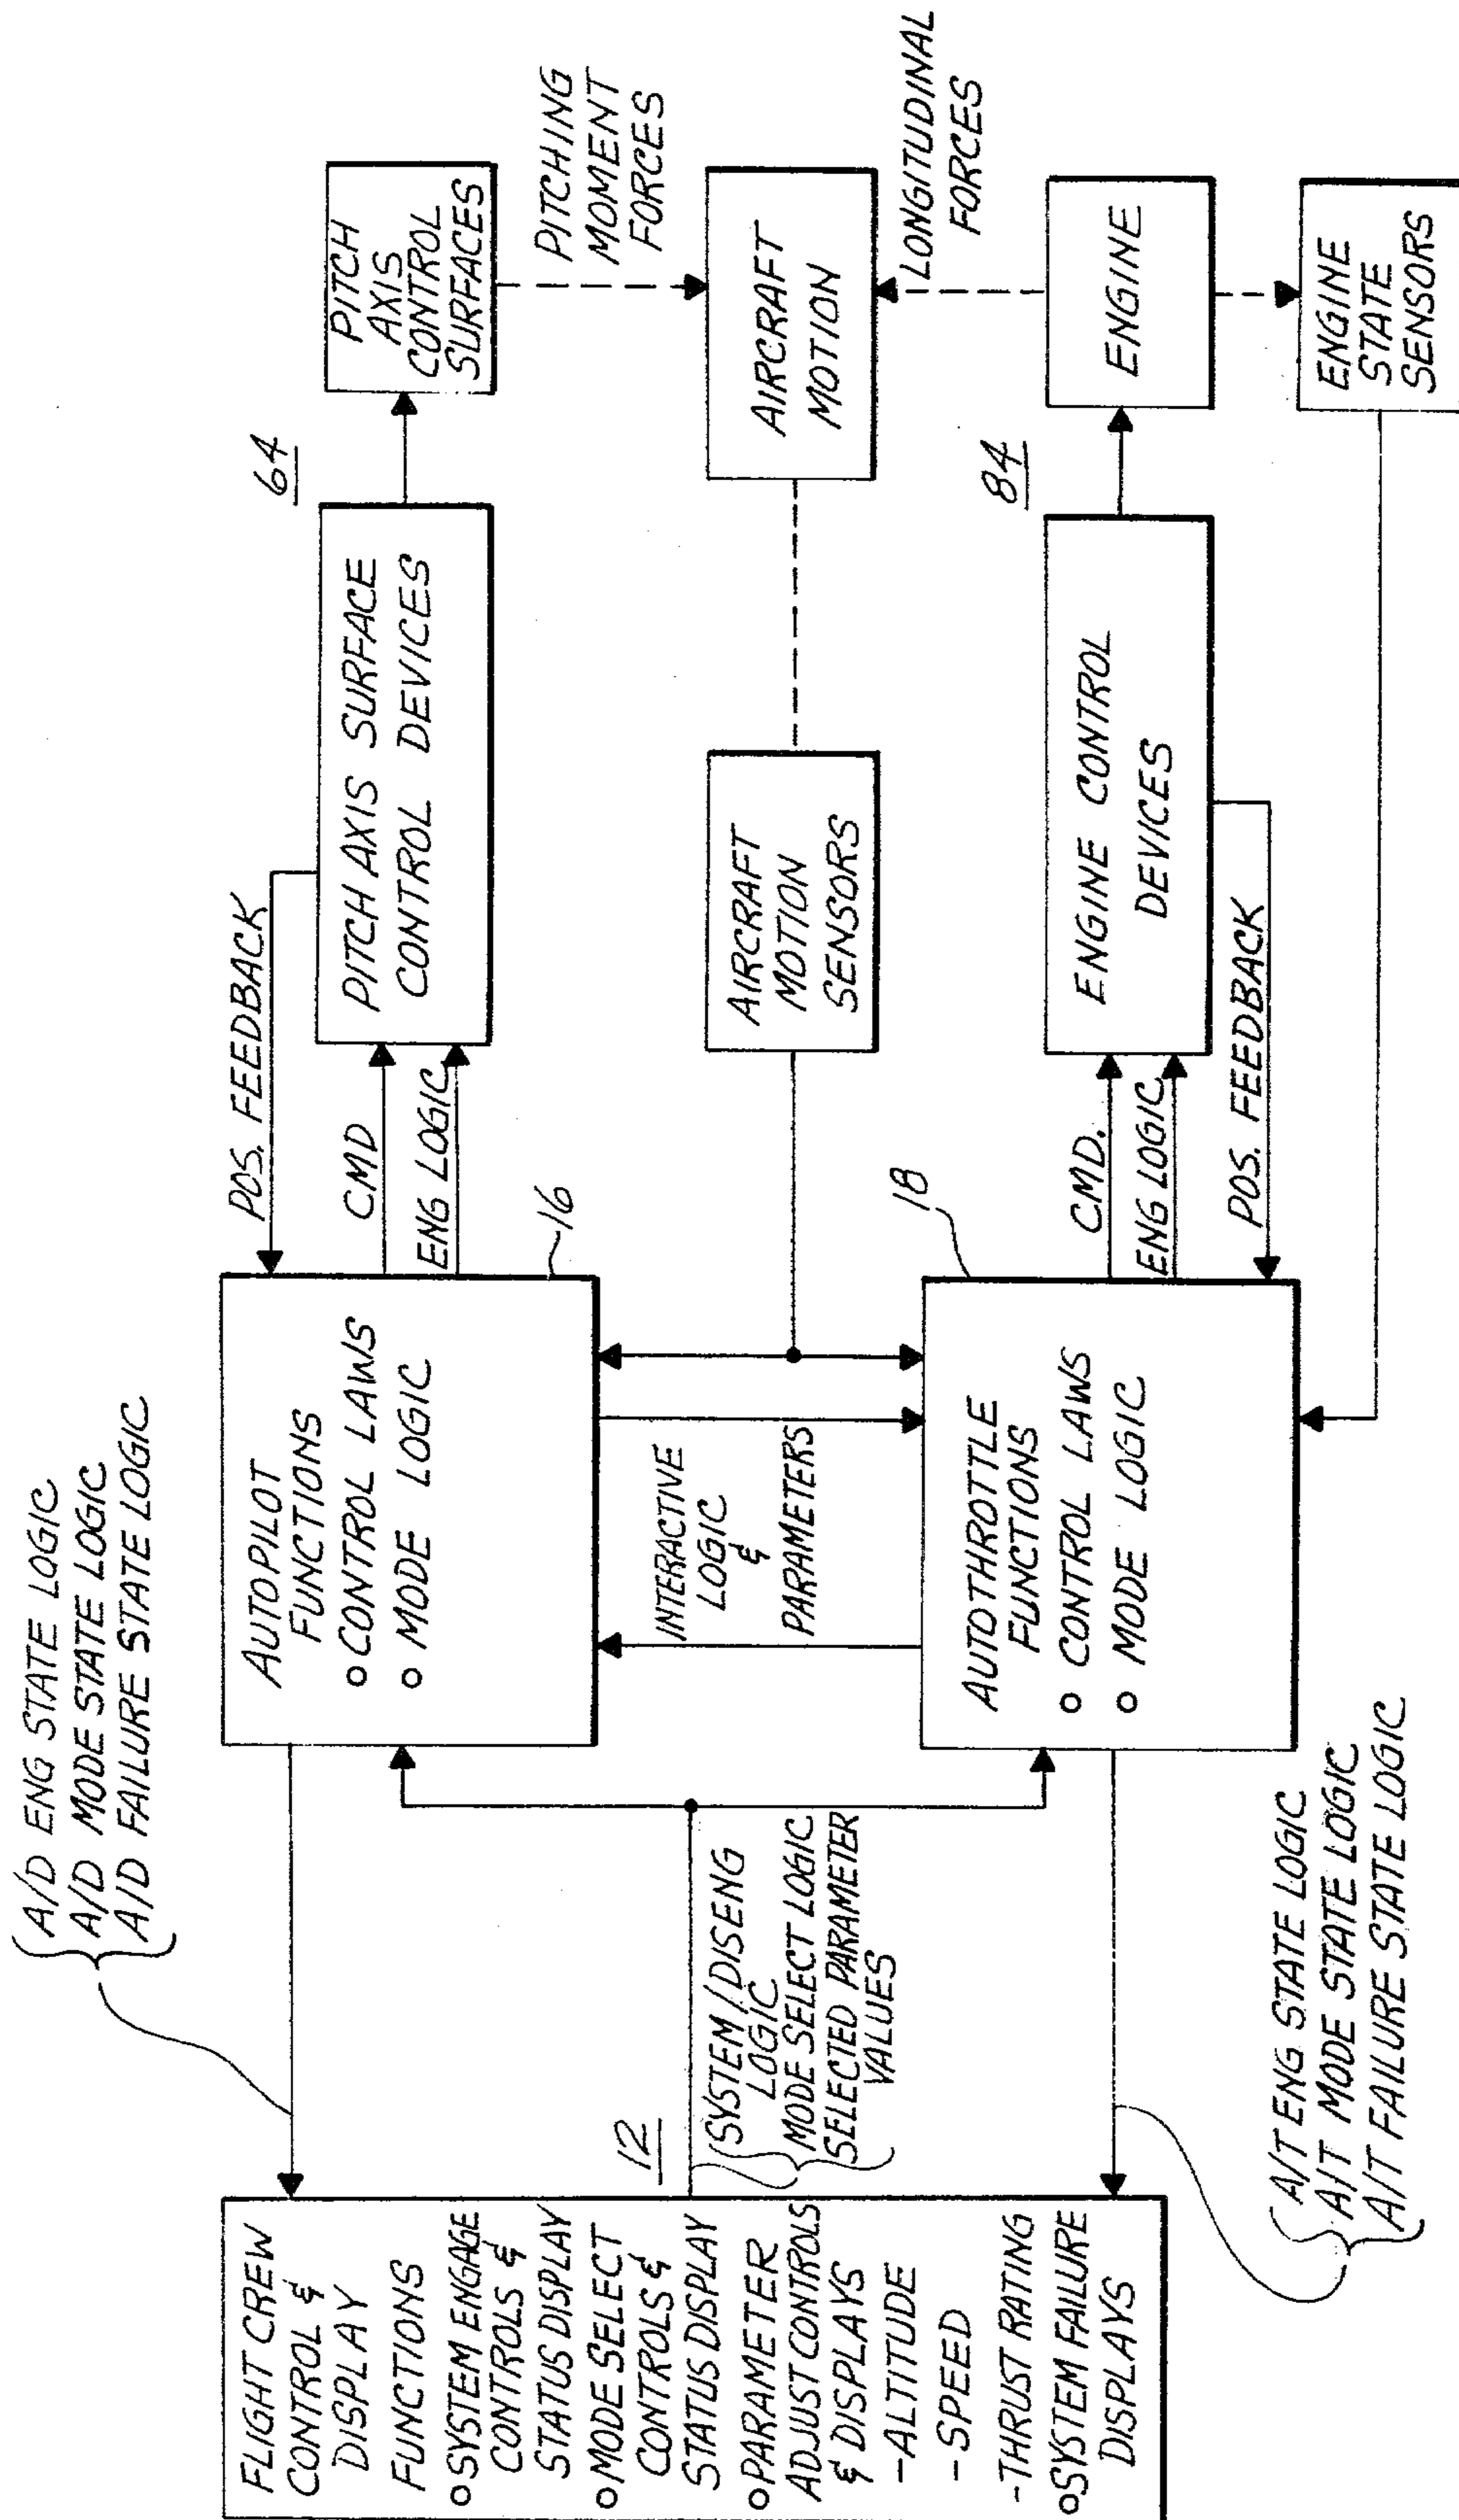 FLIGHT CREW
CONTROL &
DISPLAY
FUNCTIONS
o SYSTEM ENGAGE
CONTROLS &
STATUS DISPLAY
o MODE SELECT
CONTROLS &
STATUS DISPLAY
o PARAMETER
ADJUST CONTROLS
& DISPLAYS
-ALTITUDE
-SPEED
-THRUST RATING
o SYSTEM FAILURE
DISPLAYS
12
A/D ENG STATE LOGIC
A/D MODE STATE LOGIC
A/D FAILURE STATE LOGIC
SYSTEM/DISENG
LOGIC
MODE SELECT LOGIC
SELECTED PARAMETER
VALUES
A/T ENG STATE LOGIC
A/T MODE STATE LOGIC
A/T FAILURE STATE LOGIC
AUTOPILOT
FUNCTIONS
o CONTROL LAWS
o MODE LOGIC
16
INTERACTIVE
LOGIC
&
PARAMETERS
AUTOTHROTTLE
FUNCTIONS
o CONTROL LAWS
o MODE LOGIC
18
POS. FEEDBACK
CMD
ENG LOGIC
CMD.
ENG LOGIC
POS. FEEDBACK
PITCH AXIS SURFACE
CONTROL DEVICES
64
AIRCRAFT
MOTION
SENSORS
ENGINE CONTROL
DEVICES
84
PITCH
AXIS
CONTROL
SURFACES
PITCHING
MOMENT
FORCES
AIRCRAFT
MOTION
LONGITUDINAL
FORCES
ENGINE
ENGINE
STATE
SENSORS